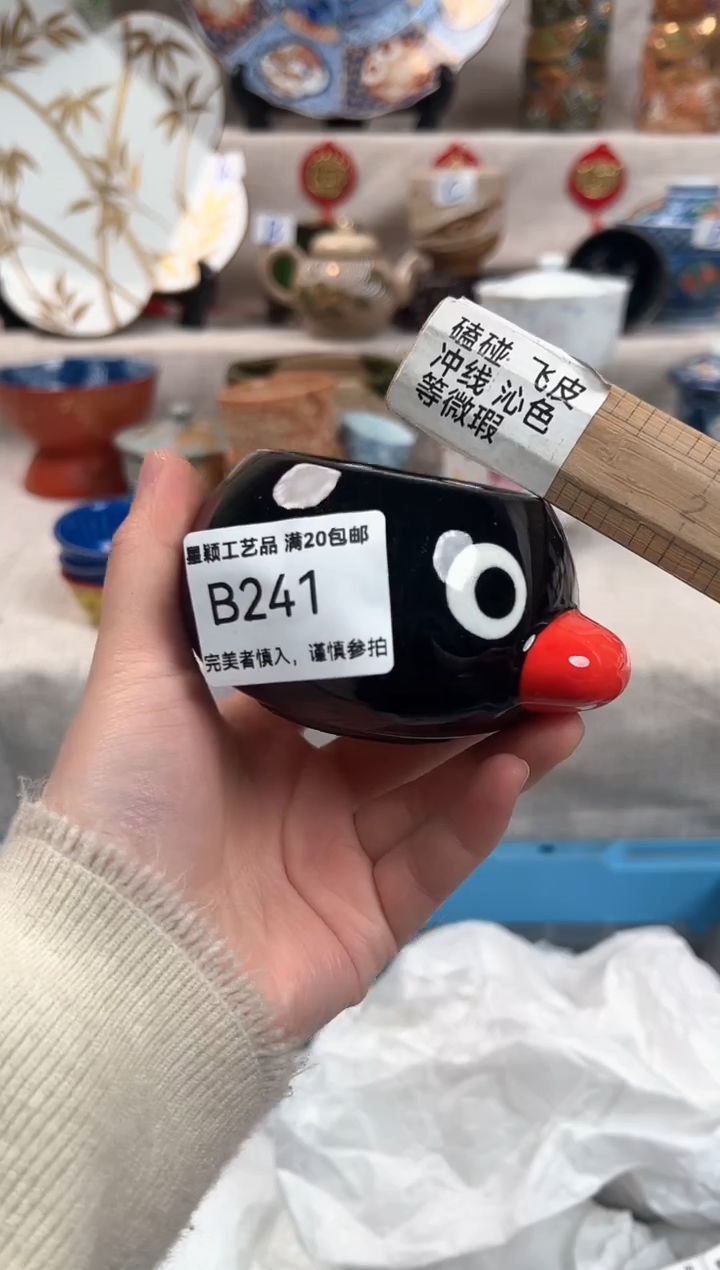 磕碰 飞皮
冲线 沁色
等微瑕
2
星颖工艺品 满20包邮
B241
完美者慎入，谨慎参拍